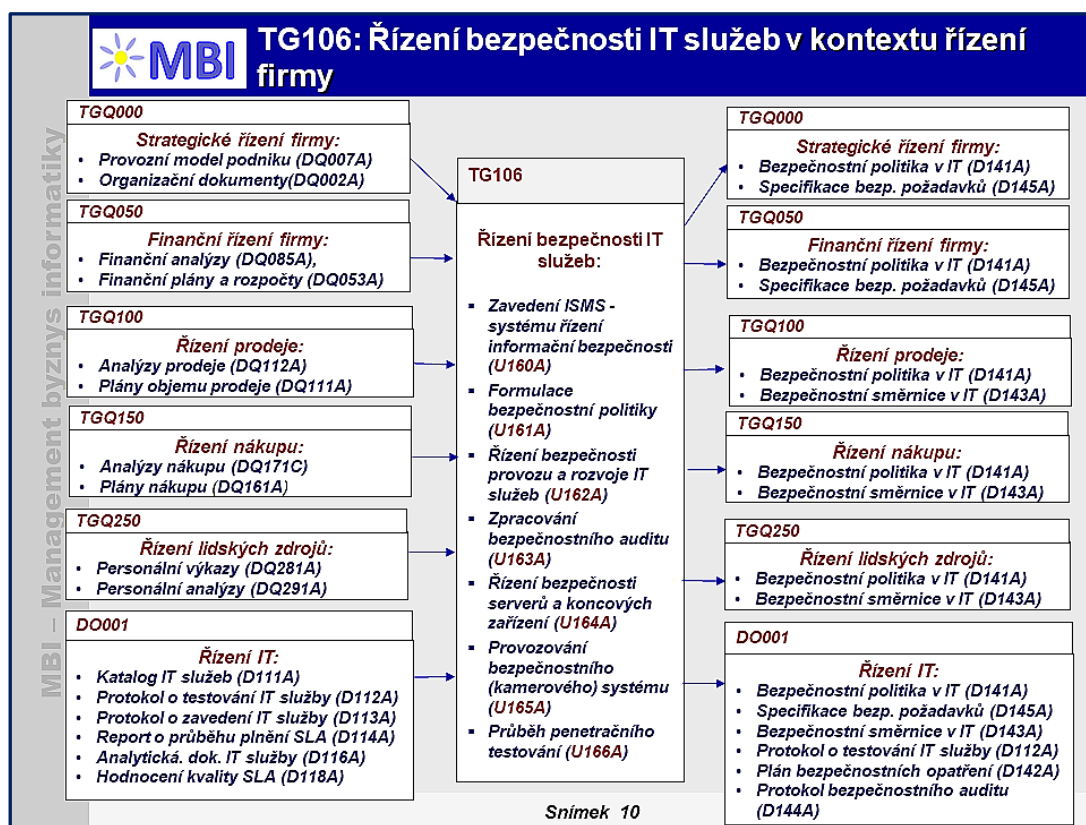 MBI
TG106: Řízení bezpečnosti IT služeb v kontextu řízení
firmy
MBI – Management byznys informatiky
TGQ000
Strategické řízení firmy:
• Provozní model podniku (DQ007A)
• Organizační dokumenty(DQ002A)
TGQ050
Finanční řízení firmy:
• Finanční analýzy (DQ085A),
• Finanční plány a rozpočty (DQ053A)
TGQ100
Řízení prodeje:
• Analýzy prodeje (DQ112A)
• Plány objemu prodeje (DQ111A)
TGQ150
Řízení nákupu:
• Analýzy nákupu (DQ171C)
• Plány nákupu (DQ161A)
TGQ250
Řízení lidských zdrojů:
• Personální výkazy (DQ281A)
• Personální analýzy (DQ291A)
DO001
Řízení IT:
• Katalog IT služeb (D111A)
• Protokol o testování IT služby (D112A)
• Protokol o zavedení IT služby (D113A)
• Report o průběhu plnění SLA (D114A)
• Analytická. dok. IT služby (D116A)
• Hodnocení kvality SLA (D118A)
TG106
Řízení bezpečnosti IT
služeb:
▪ Zavedení ISMS -
systému řízení
informační bezpečnosti
(U160A)
▪ Formulace
bezpečnostní politiky
(U161A)
▪ Řízení bezpečnosti
provozu a rozvoje IT
služeb (U162A)
▪ Zpracování
bezpečnostního auditu
(U163A)
▪ Řízení bezpečnosti
serverů a koncových
zařízení (U164A)
▪ Provozování
bezpečnostního
(kamerového) systému
(U165A)
▪ Průběh penetračního
testování (U166A)
TGQ000
Strategické řízení firmy:
• Bezpečnostní politika v IT (D141A)
• Specifikace bezp. požadavků (D145A)
TGQ050
Finanční řízení firmy:
• Bezpečnostní politika v IT (D141A)
• Specifikace bezp. požadavků (D145A)
TGQ100
Řízení prodeje:
• Bezpečnostní politika v IT (D141A)
• Bezpečnostní směrnice v IT (D143A)
TGQ150
Řízení nákupu:
• Bezpečnostní politika v IT (D141A)
• Bezpečnostní směrnice v IT (D143A)
TGQ250
Řízení lidských zdrojů:
• Bezpečnostní politika v IT (D141A)
• Bezpečnostní směrnice v IT (D143A)
DO001
Řízení IT:
• Bezpečnostní politika v IT (D141A)
• Specifikace bezp. požadavků (D145A)
• Bezpečnostní směrnice v IT (D143A)
• Protokol o testování IT služby (D112A)
• Plán bezpečnostních opatření (D142A)
• Protokol bezpečnostního auditu
(D144A)
Snímek 10